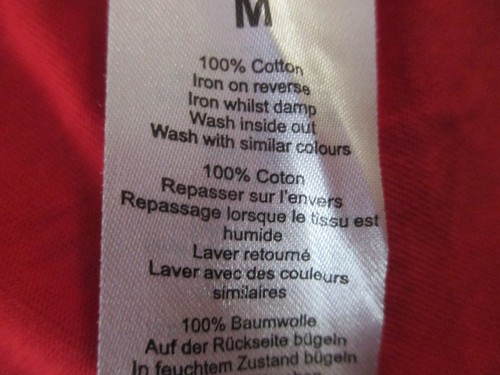 M
100% Cotton
Iron on reverse
Iron whilst damp
Wash inside out
Wash with similar colours
100% Coton
Repasser sur l'envers
Repassage lorsque le tissu est
humide
Laver retourné
Laver avec des couleurs
similaires
100% Baumwolle
Auf der Rückseite bügeln
In feuchtem Zustand bügeln